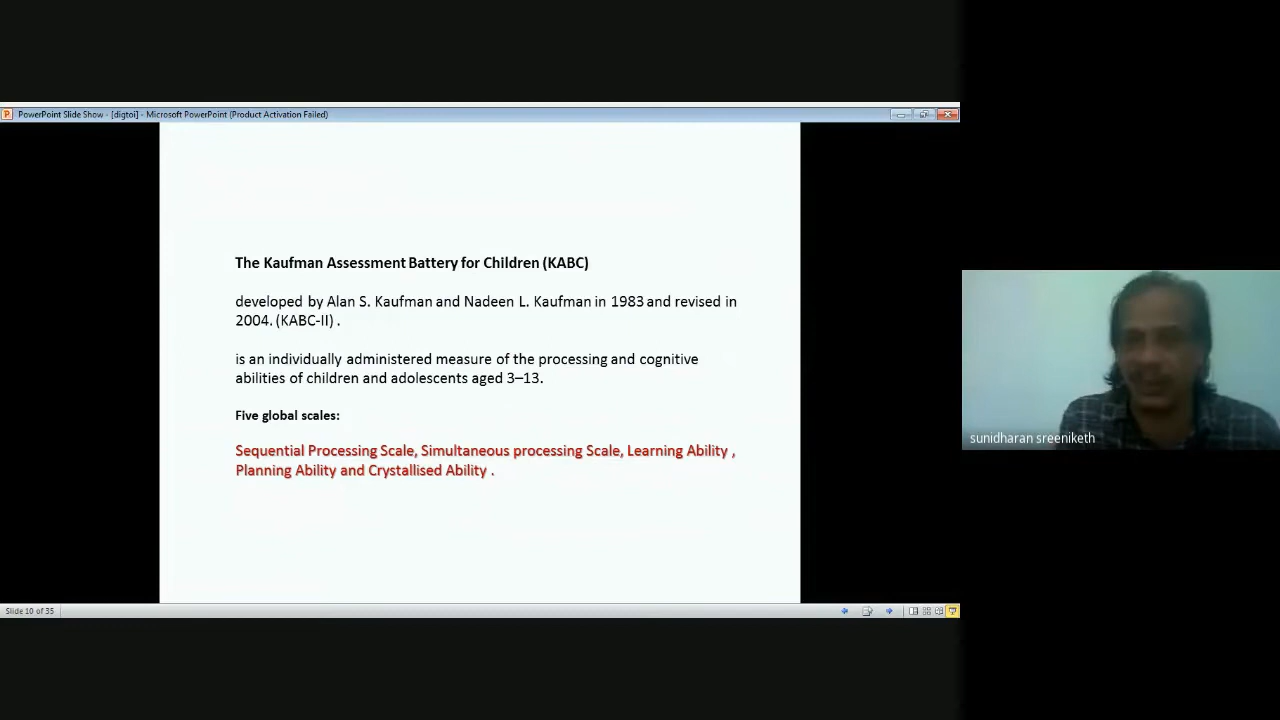 PowerPoint Slide Show - [digtoi] - Microsoft PowerPoint (Product Activation Failed)
The Kaufman Assessment Battery for Children (KABC)
developed by Alan S. Kaufman and Nadeen L. Kaufman in 1983 and revised in
2004. (KABC-II) .
is an individually administered measure of the processing and cognitive
abilities of children and adolescents aged 3–13.
Five global scales:
Sequential Processing Scale, Simultaneous processing Scale, Learning Ability ,
Planning Ability and Crystallised Ability .
sunidharan sreeniketh
Slide 10 of 35